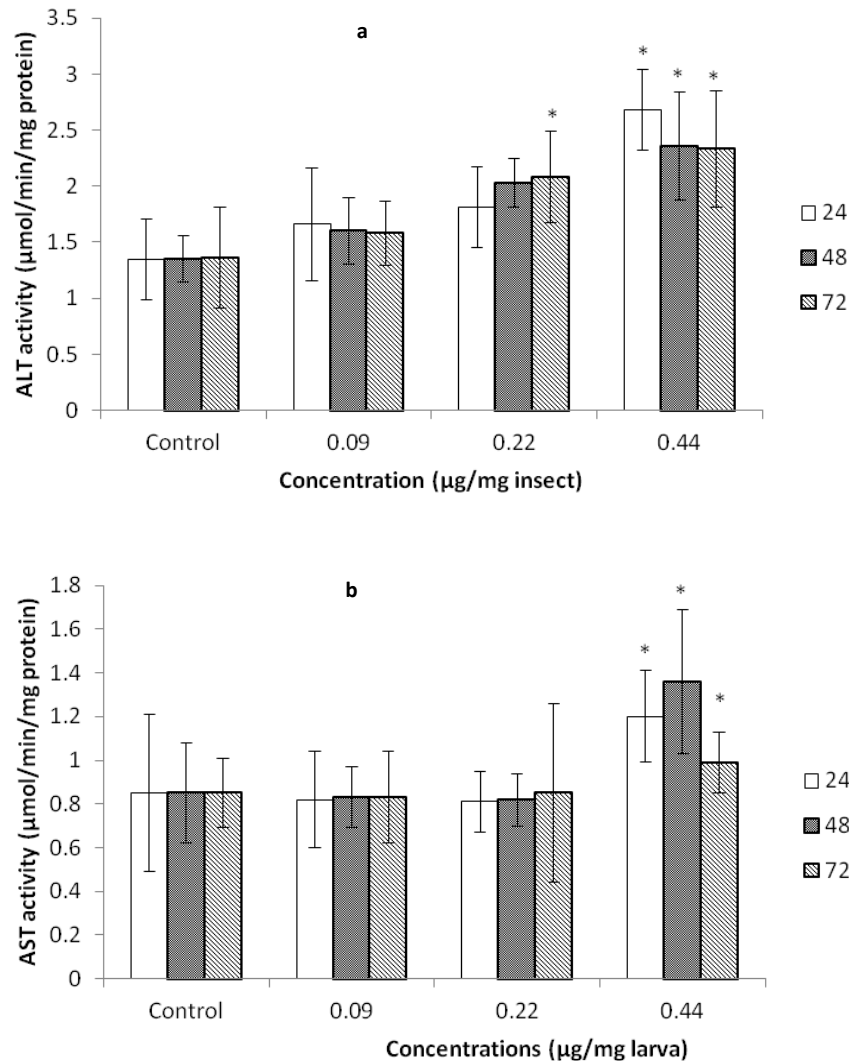 a
ALT activity (µmol/min/mg protein)
3.5
3
2.5
2
1.5
1
0.5
0
* * * *
Control 0.09 0.22 0.44
Concentration (µg/mg insect)
24
48
72
b
AST activity (µmol/min/mg protein)
1.8
1.6
1.4
1.2
1
0.8
0.6
0.4
0.2
0
* * *
Control 0.09 0.22 0.44
Concentrations (µg/mg larva)
24
48
72